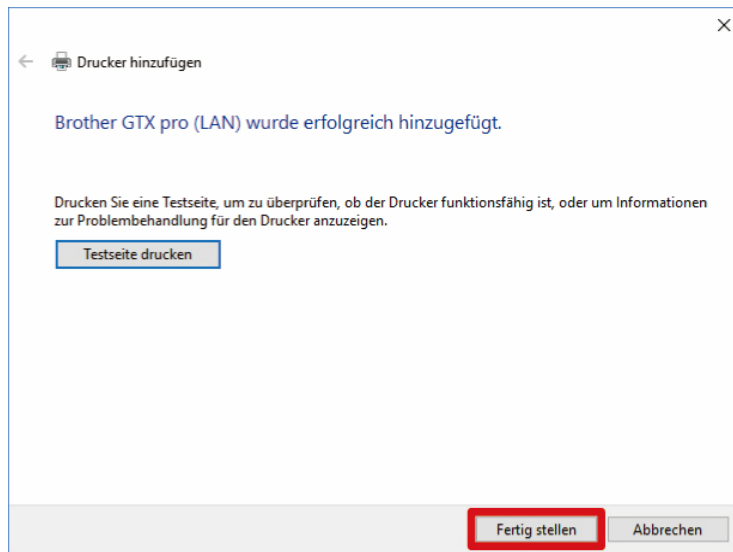 Drucker hinzufügen
Brother GTX pro (LAN) wurde erfolgreich hinzugefügt.
Drucken Sie eine Testseite, um zu überprüfen, ob der Drucker funktionsfähig ist, oder um Informationen
zur Problembehandlung für den Drucker anzuzeigen.
Testseite drucken
Fertig stellen Abbrechen